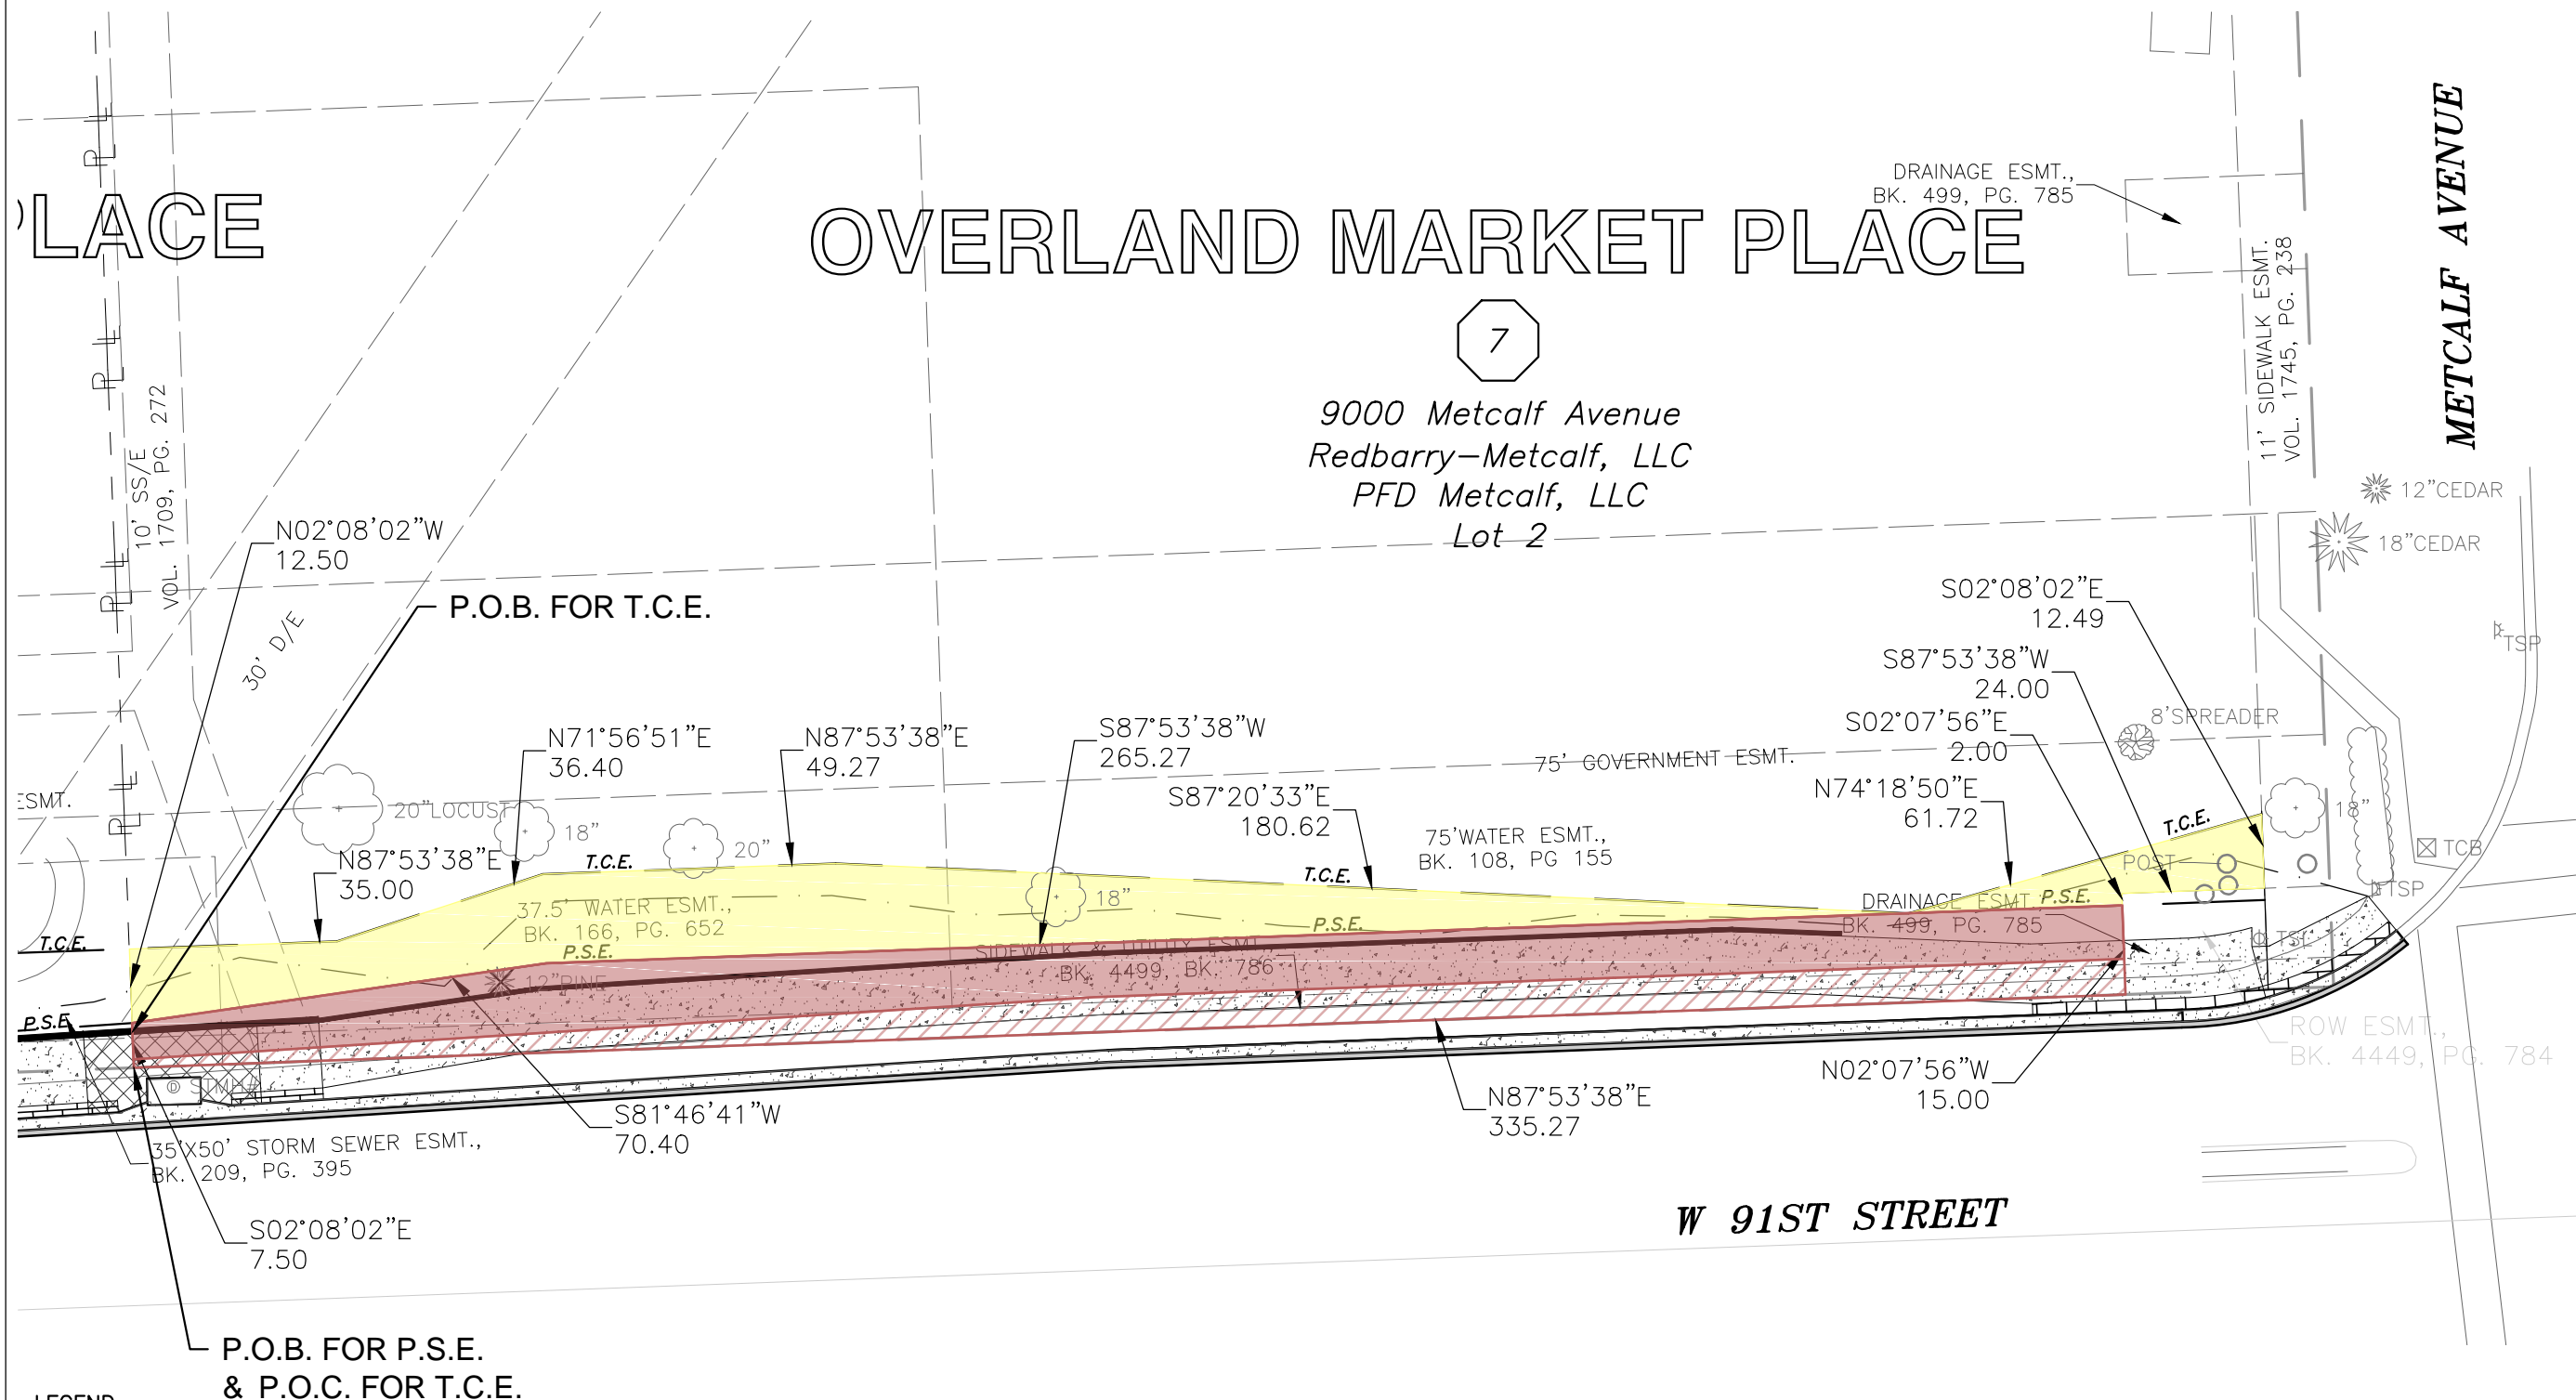 PLACE
OVERLAND MARKET PLACE
7
9000 Metcalf Avenue
Redbarry-Metcalf, LLC
PFD Metcalf, LLC
Lot 2
DRAINAGE ESMT.,
BK. 499, PG. 785
METCALF AVENUE
11' SIDEWALK ESMT.
VOL. 1745, PG. 238
10' SS/E
VOL. 1709, PG. 272
30' D/E
N02°08'02"W
12.50
P.O.B. FOR T.C.E.
12"CEDAR
18"CEDAR
TSP
S02°08'02"E
12.49
S87°53'38"W
24.00
S02°07'56"E
2.00
8'SPREADER
N74°18'50"E
61.72
75' GOVERNMENT ESMT.
N71°56'51"E
36.40
N87°53'38"E
49.27
S87°53'38"W
265.27
S87°20'33"E
180.62
75'WATER ESMT.,
BK. 108, PG 155
ESMT.
20"LOCUST
18"
20"
18"
18"
N87°53'38"E
35.00
T.C.E.
T.C.E.
T.C.E.
T.C.E.
TCB
TSP
POST
DRAINAGE ESMT.,
BK. 499, PG. 785
P.S.E.
37.5' WATER ESMT.,
BK. 166, PG. 652
P.S.E.
P.S.E.
P.S.E.
SIDEWALK & UTILITY ESMT.,
BK. 4499, BK. 786
12"PINE
TSL
STMH
ROW ESMT.,
BK. 4449, PG. 784
N02°07'56"W
15.00
N87°53'38"E
335.27
S81°46'41"W
70.40
35'X50' STORM SEWER ESMT.,
BK. 209, PG. 395
S02°08'02"E
7.50
W 91ST STREET
P.O.B. FOR P.S.E.
& P.O.C. FOR T.C.E.
LEGEND
PL
PL
PL
PL
PL